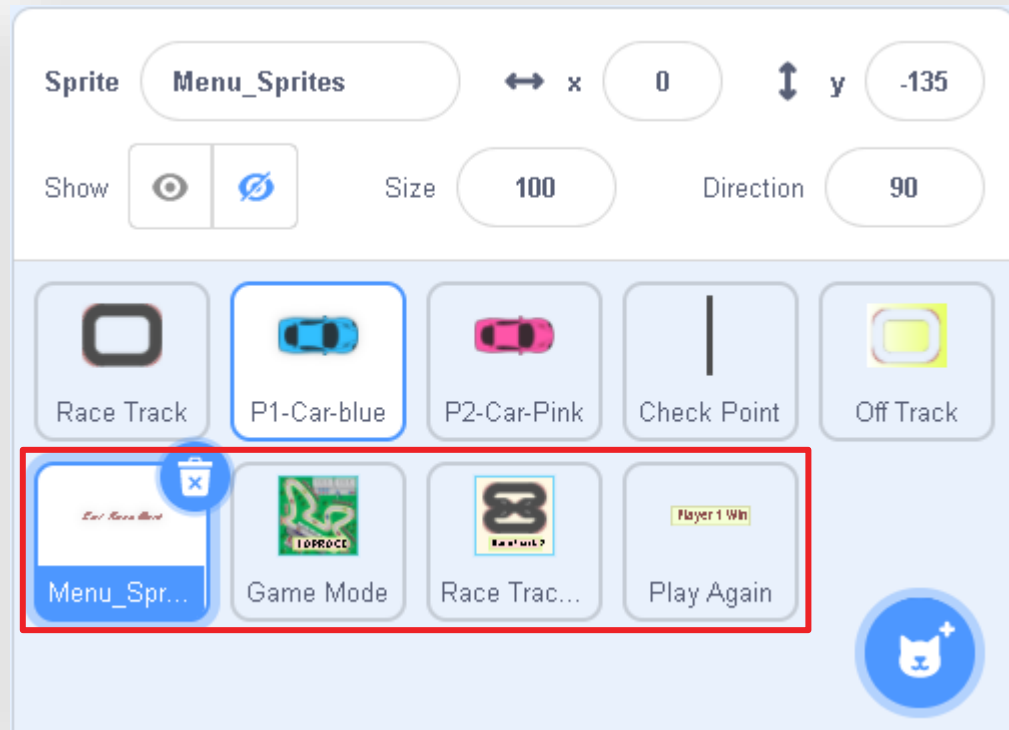 Sprite Menu_Sprites x 0 y -135
Show Size 100 Direction 90
Race Track P1-Car-blue P2-Car-Pink Check Point Off Track
Player 1 Win
Menu_Spr... Game Mode Race Trac... Play Again